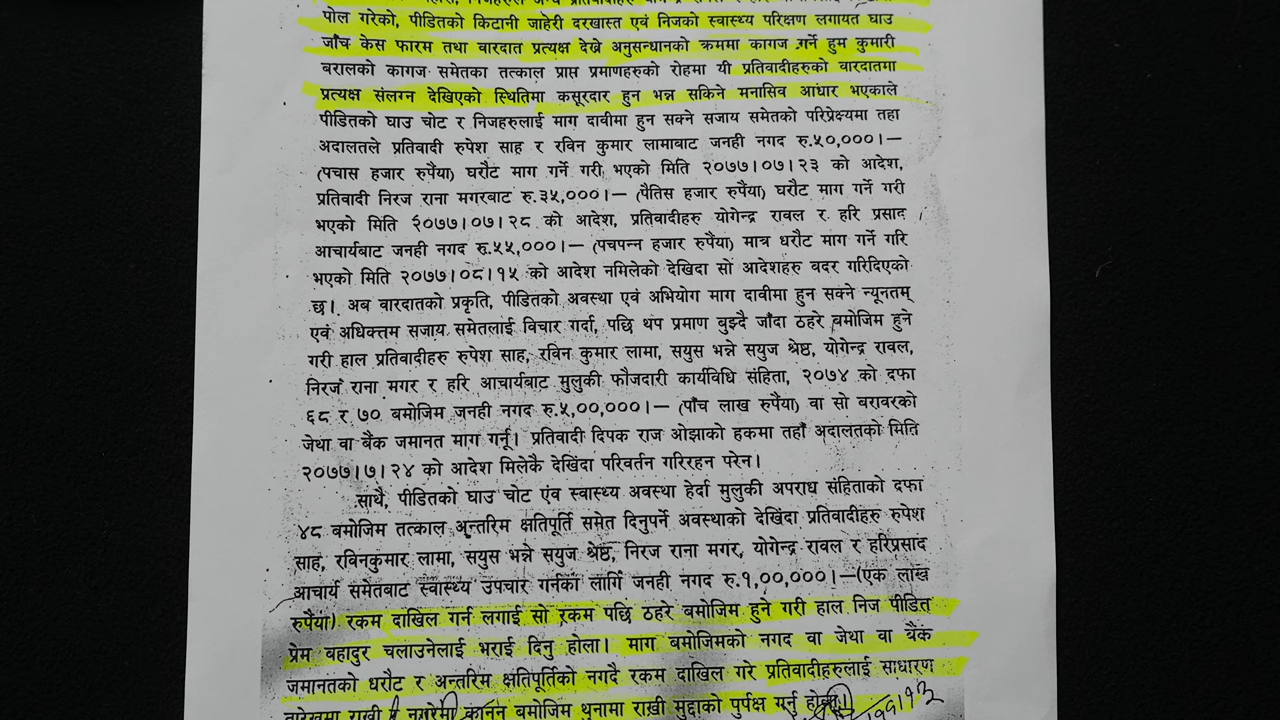 पोल गरेको, पीडितको किटानी जाहेरी दरखास्त एवं निजको स्वास्थ्य परिक्षण लगायत घाउ
जाँच केस फारम तथा वारदात प्रत्यक्ष देखे अनुसन्धानको क्रममा कागज गर्ने हुम कुमारी
बरालको कागज समेतका तत्काल प्राप्त प्रमाणहरुको रोहमा यी प्रतिवादीहरुको वारदातमा
प्रत्यक्ष संलग्न देखिएको स्थितिमा कसूरदार हुन भन्न सकिने मनासिव आधार भएकाले
पीडितको घाउ चोट र निजहरुलाई माग दावीमा हुन सक्ने सजाय समेतको परिप्रेक्ष्यमा तहा
अदालतले प्रतिवादी रुपेश साह र रविन कुमार लामाबाट जनही नगद रु.५०,०००।–
(पचास हजार रुपैंया) घरौट माग गर्ने गरी भएको मिति २०७७।०७।२३ को आदेश,
प्रतिवादी निरज राना मगरबाट रु.३५,०००।– (पैतिस हजार रुपैंया) घरौट माग गर्ने गरी
भएको मिति २०७७।०७।२८ को आदेश, प्रतिवादीहरु योगेन्द्र रावल र हरि प्रसाद
आचार्यबाट जनही नगद रु.५५,०००।– (पचपन्न हजार रुपैंया) मात्र धरौट माग गर्ने गरि
भएको मिति २०७७।०८।१५ को आदेश नमिलेको देखिदा सो आदेशहरु वदर गरिदिएको
छ। अब वारदातको प्रकृति, पीडितको अवस्था एवं अभियोग माग दावीमा हुन सक्ने न्यूनतम्
एवं अधिक्तम सजाय समेतलाई विचार गर्दा, पछि थप प्रमाण बुझ्दै जाँदा ठहरे बमोजिम हुने
गरी हाल प्रतिवादीहरु रुपेश साह, रविन कुमार लामा, सयुस भन्ने सयुज श्रेष्ठ, योगेन्द्र रावल,
निरज राना मगर र हरि आचार्यबाट मुलुकी फौजदारी कार्यविधि संहिता, २०७४ को दफा
६८ र ७० बमोजिम जनही नगद रु.५,००,०००।– (पाँच लाख रुपैंया) वा सो बरावरको
जेथा वा बैंक जमानत माग गर्नू। प्रतिवादी दिपक राज ओझाको हकमा तहाँ अदालतको मिति
२०७७।७।२४ को आदेश मिलेकै देखिंदा परिवर्तन गरिरहन परेन।
साथै, पीडितको घाउ चोट एंव स्वास्थ्य अवस्था हेर्दा मुलुकी अपराध संहिताको दफा
४८ बमोजिम तत्काल अन्तरिम क्षतिपूर्ति समेत दिनुपर्ने अवस्थाको देखिंदा प्रतिवादीहरु रुपेश
साह, रविनकुमार लामा, सयुस भन्ने सयुज श्रेष्ठ, निरज राना मगर, योगेन्द्र रावल र हरिप्रसाद
आचार्य समेतबाट स्वास्थ्य उपचार गर्नका लागि जनही नगद रु.१,००,०००।–(एक लाख
रुपैंया) रकम दाखिल गर्न लगाई सो रकम पछि ठहरे बमोजिम हुने गरी हाल निज पीडित
प्रेम बहादुर चलाउनेलाई भराई दिनु होला। माग बमोजिमको नगद वा जेथा वा बैंक
जमानतको धरौट र अन्तरिम क्षतिपूर्तिको नगदै रकम दाखिल गरे प्रतिवादीहरुलाई साधारण
तारेखमा राखी नगरेमा कानून बमोजिम थुनामा राखी मुद्दाको पुर्पक्ष गर्नु